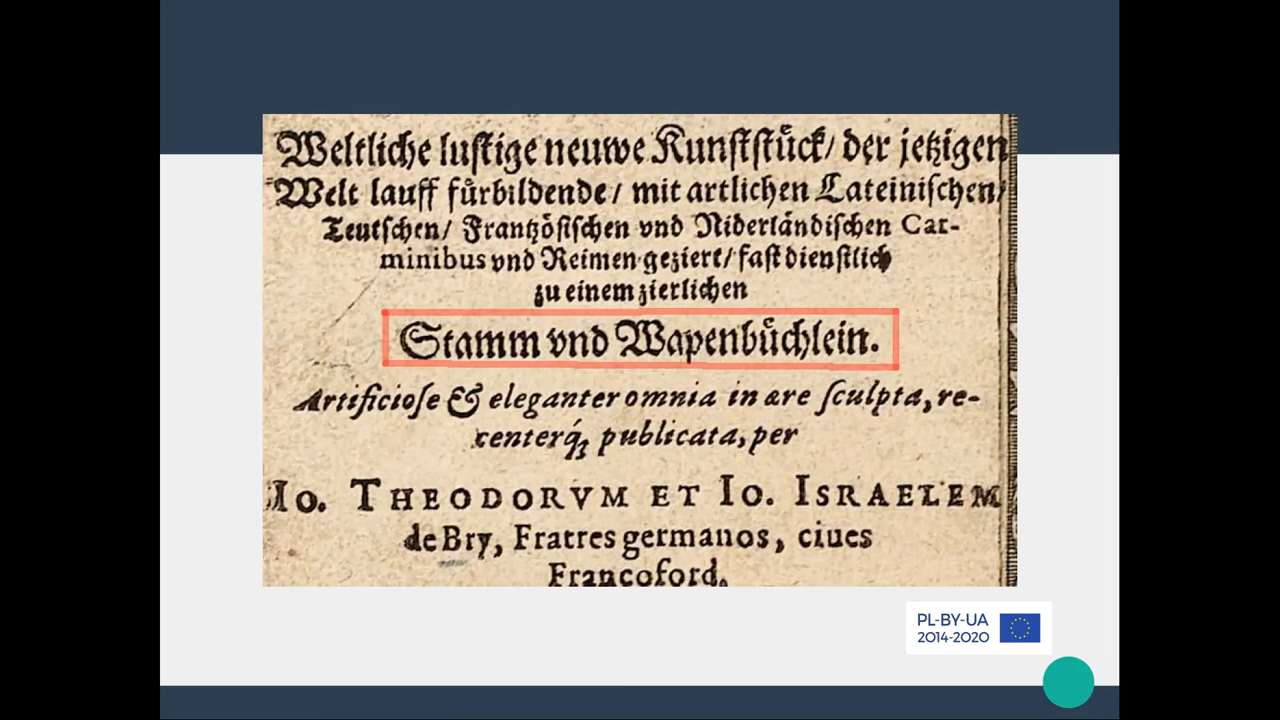 Weltliche lustige neuwe Kunststück/ der jetzigen
Welt lauff fürbildende/ mit artlichen Lateinischen/
Teutschen/ Frantzösischen vnd Niderländischen Car-
minibus vnd Reimen geziert/ fast dienstlich
zu einem zierlichen
Stamm vnd Wapenbüchlein.
Artificiose & eleganter omnia in ære sculpta, re-
centerq́; publicata, per
Io. THEODORVM ET IO. ISRAELEM
de Bry, Fratres germanos, ciues
Francoford.
PL-BY-UA
2014-2020